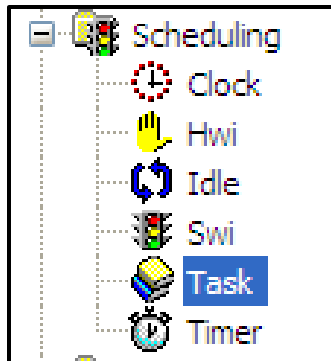 Scheduling
Clock
Hwi
Idle
Swi
Task
Timer